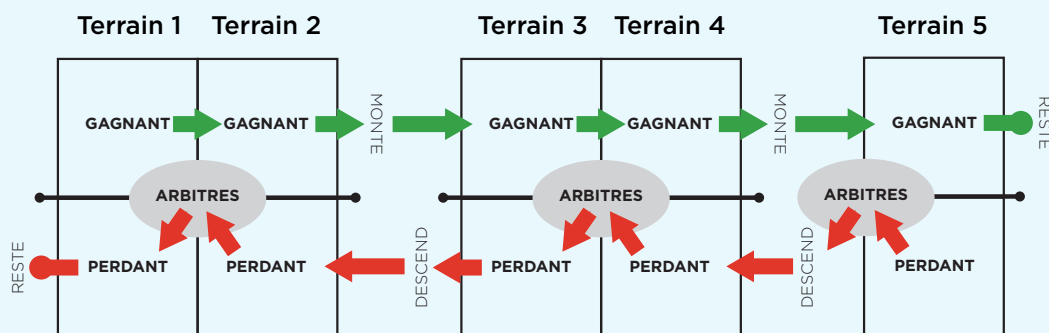 Terrain 1 Terrain 2 Terrain 3 Terrain 4 Terrain 5
GAGNANT GAGNANT MONTE GAGNANT GAGNANT MONTE GAGNANT RESTE
ARBITRES ARBITRES ARBITRES
RESTE PERDANT PERDANT DESCEND PERDANT PERDANT DESCEND PERDANT